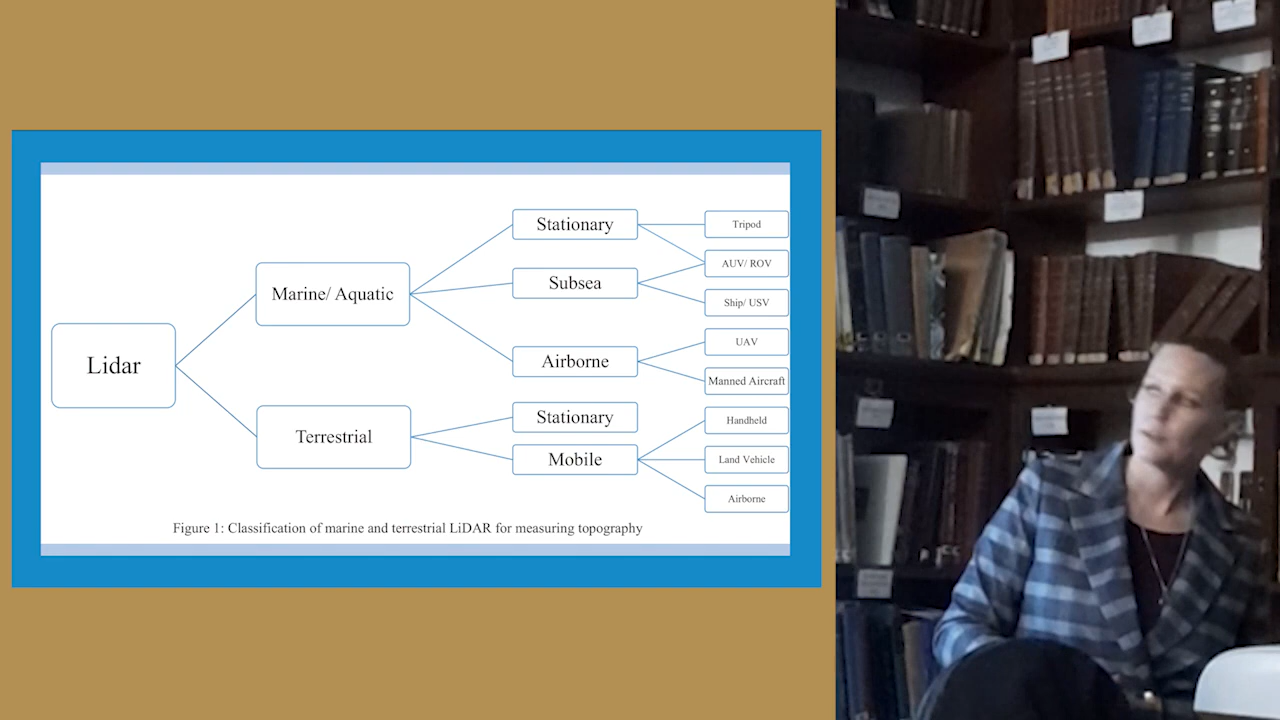 Lidar
Marine/ Aquatic
Terrestrial
Stationary
Subsea
Airborne
Stationary
Mobile
Tripod
AUV/ ROV
Ship/ USV
UAV
Manned Aircraft
Handheld
Land Vehicle
Airborne
Figure 1: Classification of marine and terrestrial LiDAR for measuring topography